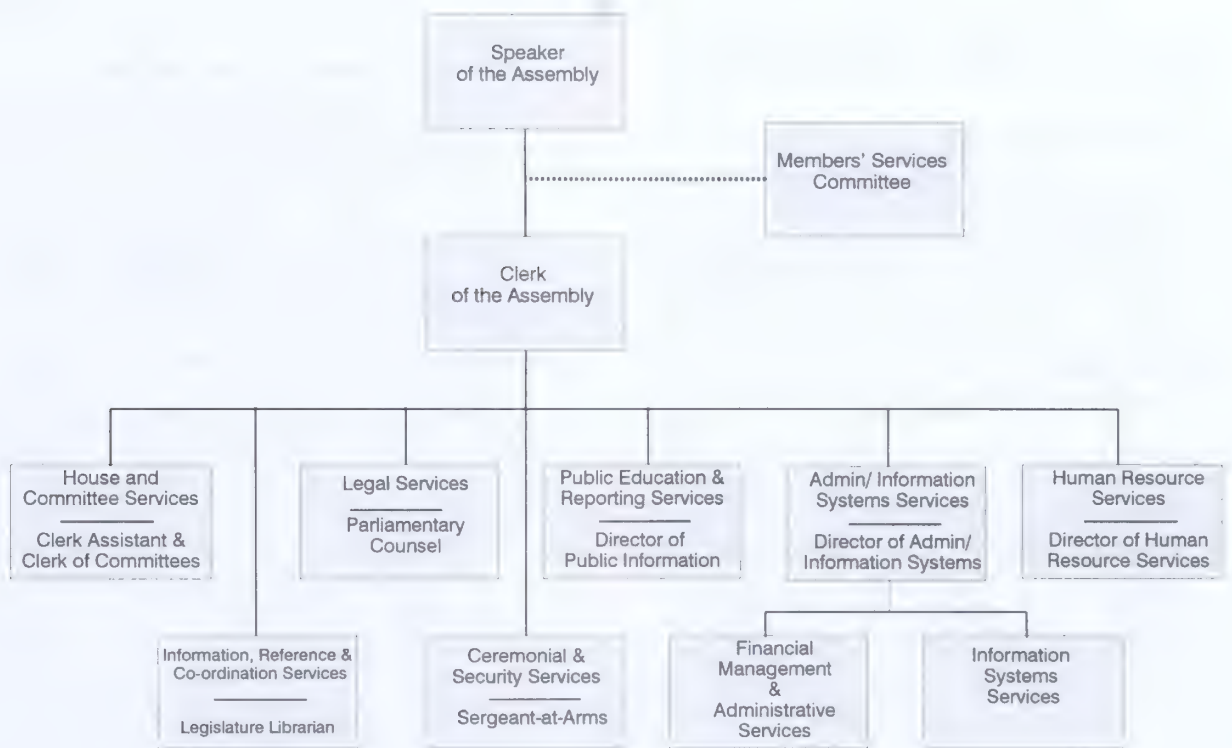 Speaker
of the Assembly
Members' Services
Committee
Clerk
of the Assembly
House and
Committee Services
Clerk Assistant &
Clerk of Committees
Legal Services
Parliamentary
Counsel
Public Education &
Reporting Services
Director of
Public Information
Admin/ Information
Systems Services
Director of Admin/
Information Systems
Human Resource
Services
Director of Human
Resource Services
Information, Reference &
Co-ordination Services
Legislature Librarian
Ceremonial &
Security Services
Sergeant-at-Arms
Financial
Management
&
Administrative
Services
Information
Systems
Services